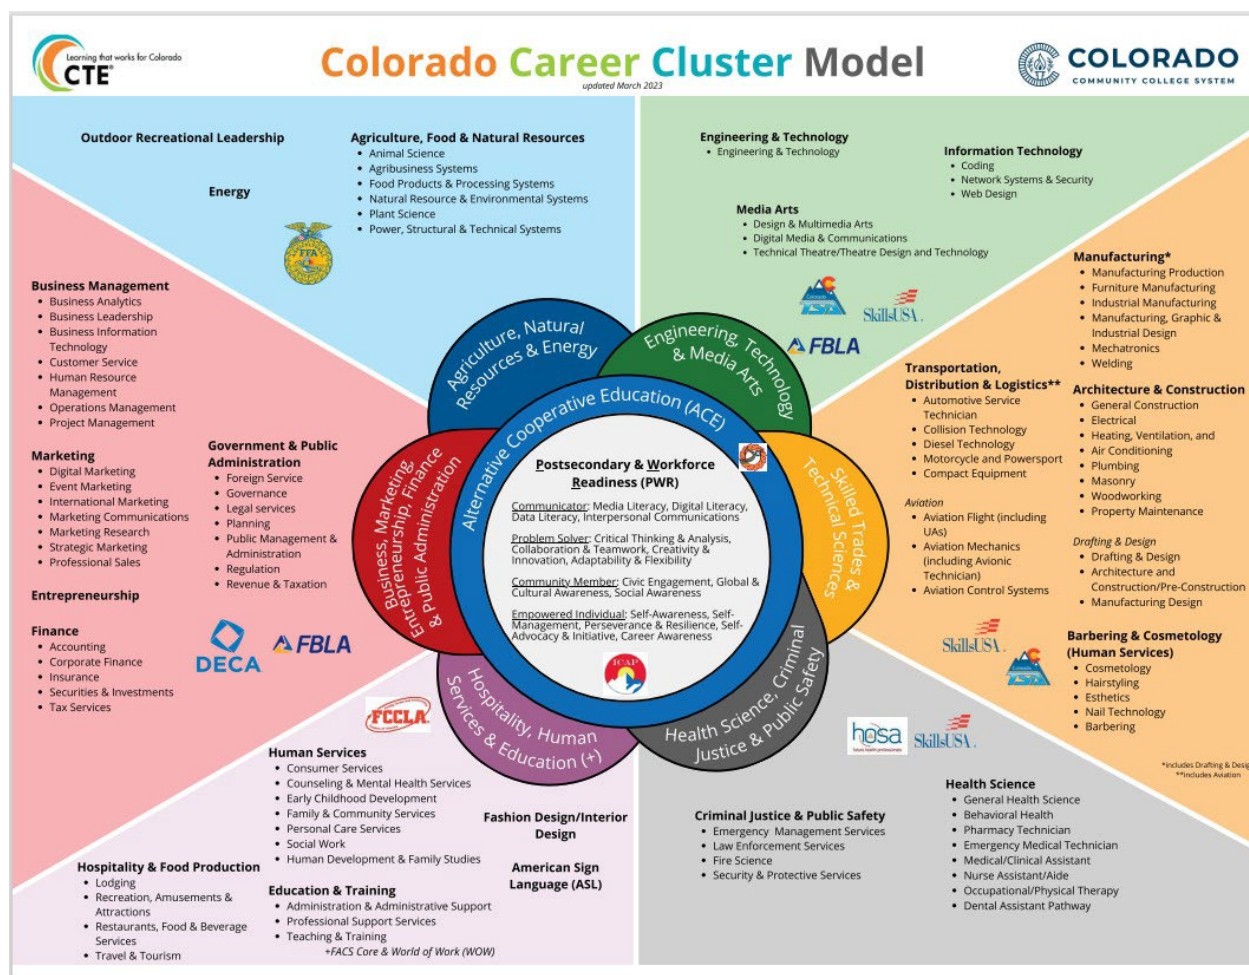 Learning that works for Colorado
CTE®
Colorado Career Cluster Model
updated March 2023
COLORADO
COMMUNITY COLLEGE SYSTEM
Outdoor Recreational Leadership
Energy
Agriculture, Food & Natural Resources
• Animal Science
• Agribusiness Systems
• Food Products & Processing Systems
• Natural Resource & Environmental Systems
• Plant Science
• Power, Structural & Technical Systems
FFA
Engineering & Technology
• Engineering & Technology
Information Technology
• Coding
• Network Systems & Security
• Web Design
Media Arts
• Design & Multimedia Arts
• Digital Media & Communications
• Technical Theatre/Theatre Design and Technology
Colorado
TSA
SkillsUSA.
FBLA
Business Management
• Business Analytics
• Business Leadership
• Business Information
Technology
• Customer Service
• Human Resource
Management
• Operations Management
• Project Management
Marketing
• Digital Marketing
• Event Marketing
• International Marketing
• Marketing Communications
• Marketing Research
• Strategic Marketing
• Professional Sales
Entrepreneurship
Finance
• Accounting
• Corporate Finance
• Insurance
• Securities & Investments
• Tax Services
Government & Public
Administration
• Foreign Service
• Governance
• Legal services
• Planning
• Public Management &
Administration
• Regulation
• Revenue & Taxation
DECA
FBLA
Agriculture, Natural
Resources & Energy
Engineering, Technology
& Media Arts
Business, Marketing,
Entrepreneurship, Finance
& Public Administration
Skilled Trades &
Technical Sciences
Hospitality, Human
Services & Education (+)
Health Science, Criminal
Justice & Public Safety
Alternative Cooperative Education (ACE)
Postsecondary & Workforce
Readiness (PWR)
Communicator: Media Literacy, Digital Literacy,
Data Literacy, Interpersonal Communications
Problem Solver: Critical Thinking & Analysis,
Collaboration & Teamwork, Creativity &
Innovation, Adaptability & Flexibility
Community Member: Civic Engagement, Global &
Cultural Awareness, Social Awareness
Empowered Individual: Self-Awareness, Self-
Management, Perseverance & Resilience, Self-
Advocacy & Initiative, Career Awareness
ICAP
Transportation,
Distribution & Logistics**
• Automotive Service
Technician
• Collision Technology
• Diesel Technology
• Motorcycle and Powersport
• Compact Equipment
Aviation
• Aviation Flight (including
UAs)
• Aviation Mechanics
(including Avionic
Technician)
• Aviation Control Systems
SkillsUSA.
TSA
Manufacturing*
• Manufacturing Production
• Furniture Manufacturing
• Industrial Manufacturing
• Manufacturing, Graphic &
Industrial Design
• Mechatronics
• Welding
Architecture & Construction
• General Construction
• Electrical
• Heating, Ventilation, and
• Air Conditioning
• Plumbing
• Masonry
• Woodworking
• Property Maintenance
Drafting & Design
• Drafting & Design
• Architecture and
Construction/Pre-Construction
• Manufacturing Design
Barbering & Cosmetology
(Human Services)
• Cosmetology
• Hairstyling
• Esthetics
• Nail Technology
• Barbering
*includes Drafting & Desig
**includes Aviation
FCCLA
Human Services
• Consumer Services
• Counseling & Mental Health Services
• Early Childhood Development
• Family & Community Services
• Personal Care Services
• Social Work
• Human Development & Family Studies
Fashion Design/Interior
Design
American Sign
Language (ASL)
Hospitality & Food Production
• Lodging
• Recreation, Amusements &
Attractions
• Restaurants, Food & Beverage
Services
• Travel & Tourism
Education & Training
• Administration & Administrative Support
• Professional Support Services
• Teaching & Training
+FACS Core & World of Work (WOW)
hosa
future health professionals
SkillsUSA.
Criminal Justice & Public Safety
• Emergency Management Services
• Law Enforcement Services
• Fire Science
• Security & Protective Services
Health Science
• General Health Science
• Behavioral Health
• Pharmacy Technician
• Emergency Medical Technician
• Medical/Clinical Assistant
• Nurse Assistant/Aide
• Occupational/Physical Therapy
• Dental Assistant Pathway